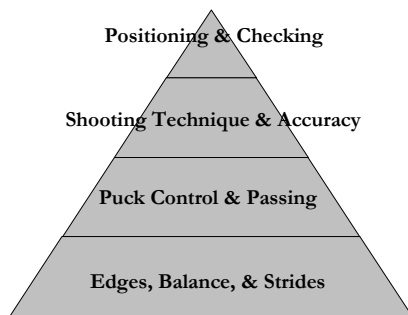 Positioning & Checking
Shooting Technique & Accuracy
Puck Control & Passing
Edges, Balance, & Strides